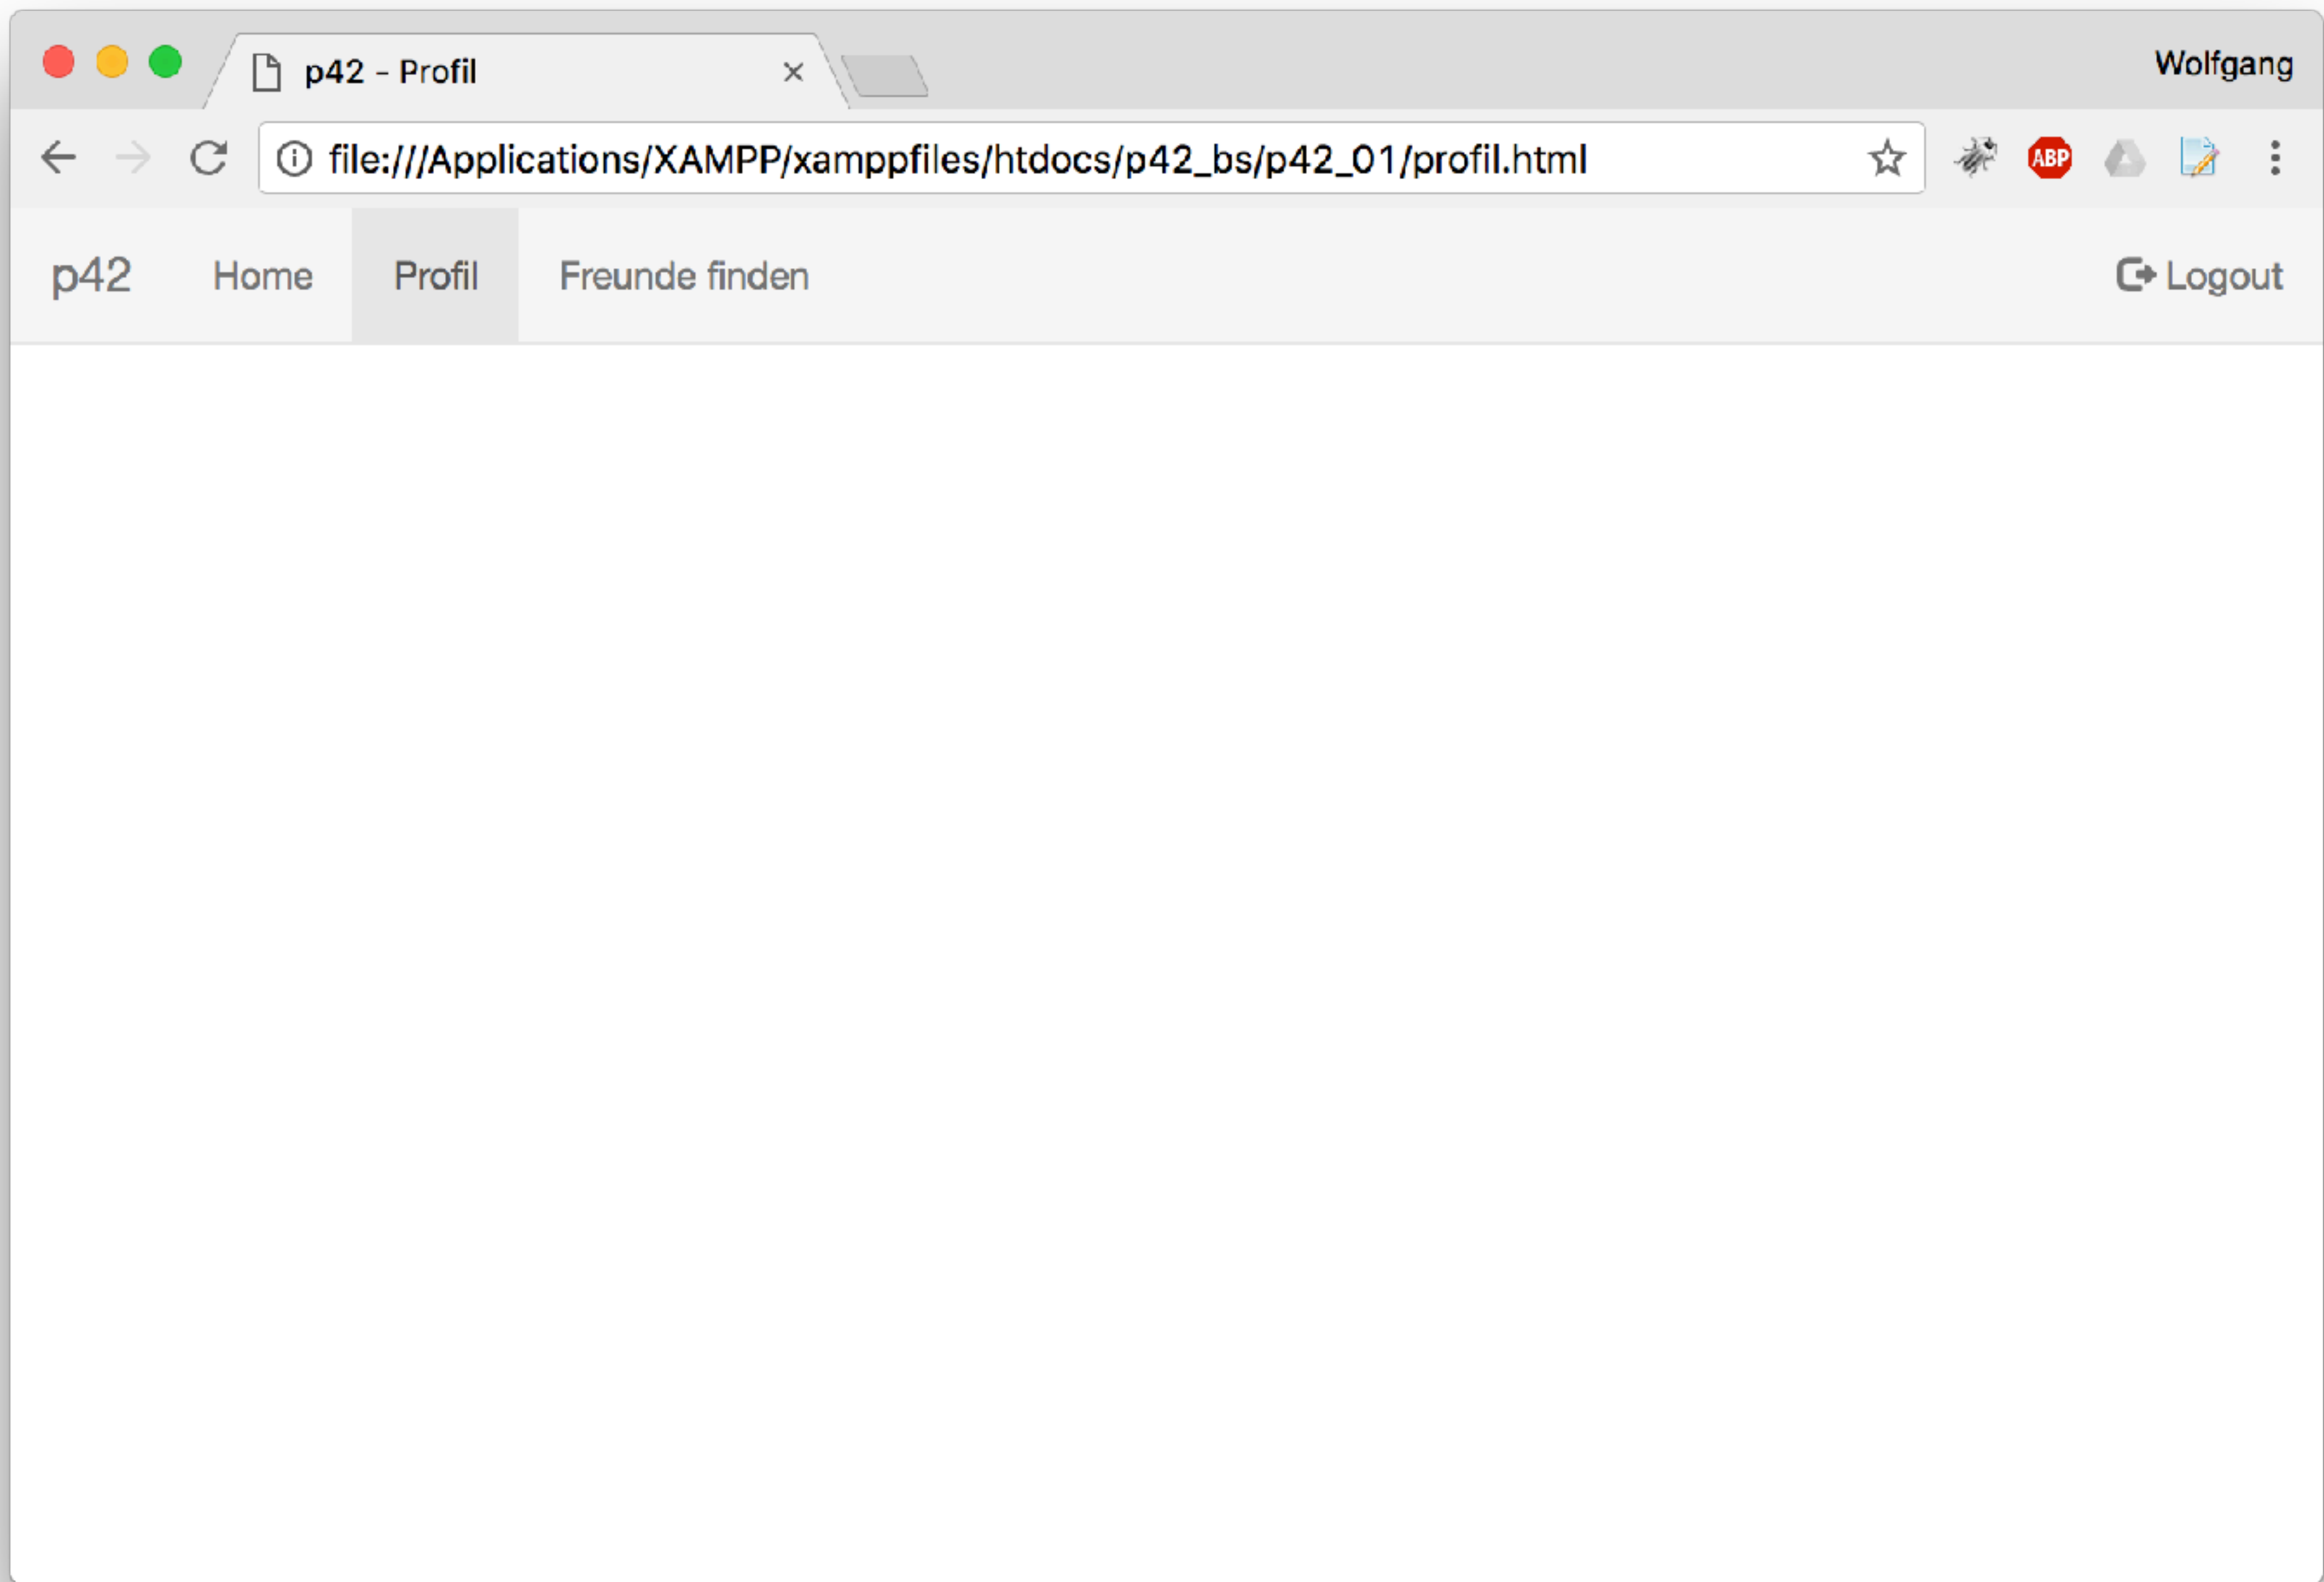 p42 - Profil
Wolfgang
file:///Applications/XAMPP/xamppfiles/htdocs/p42_bs/p42_01/profil.html
ABP
p42 Home Profil Freunde finden Logout